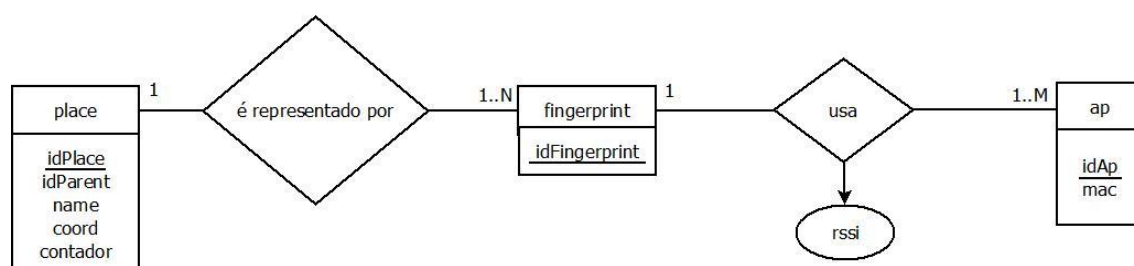 place
idPlace
idParent
name
coord
contador
1
é representado por
1..N
fingerprint
idFingerprint
1
usa
rssi
1..M
ap
idAp
mac